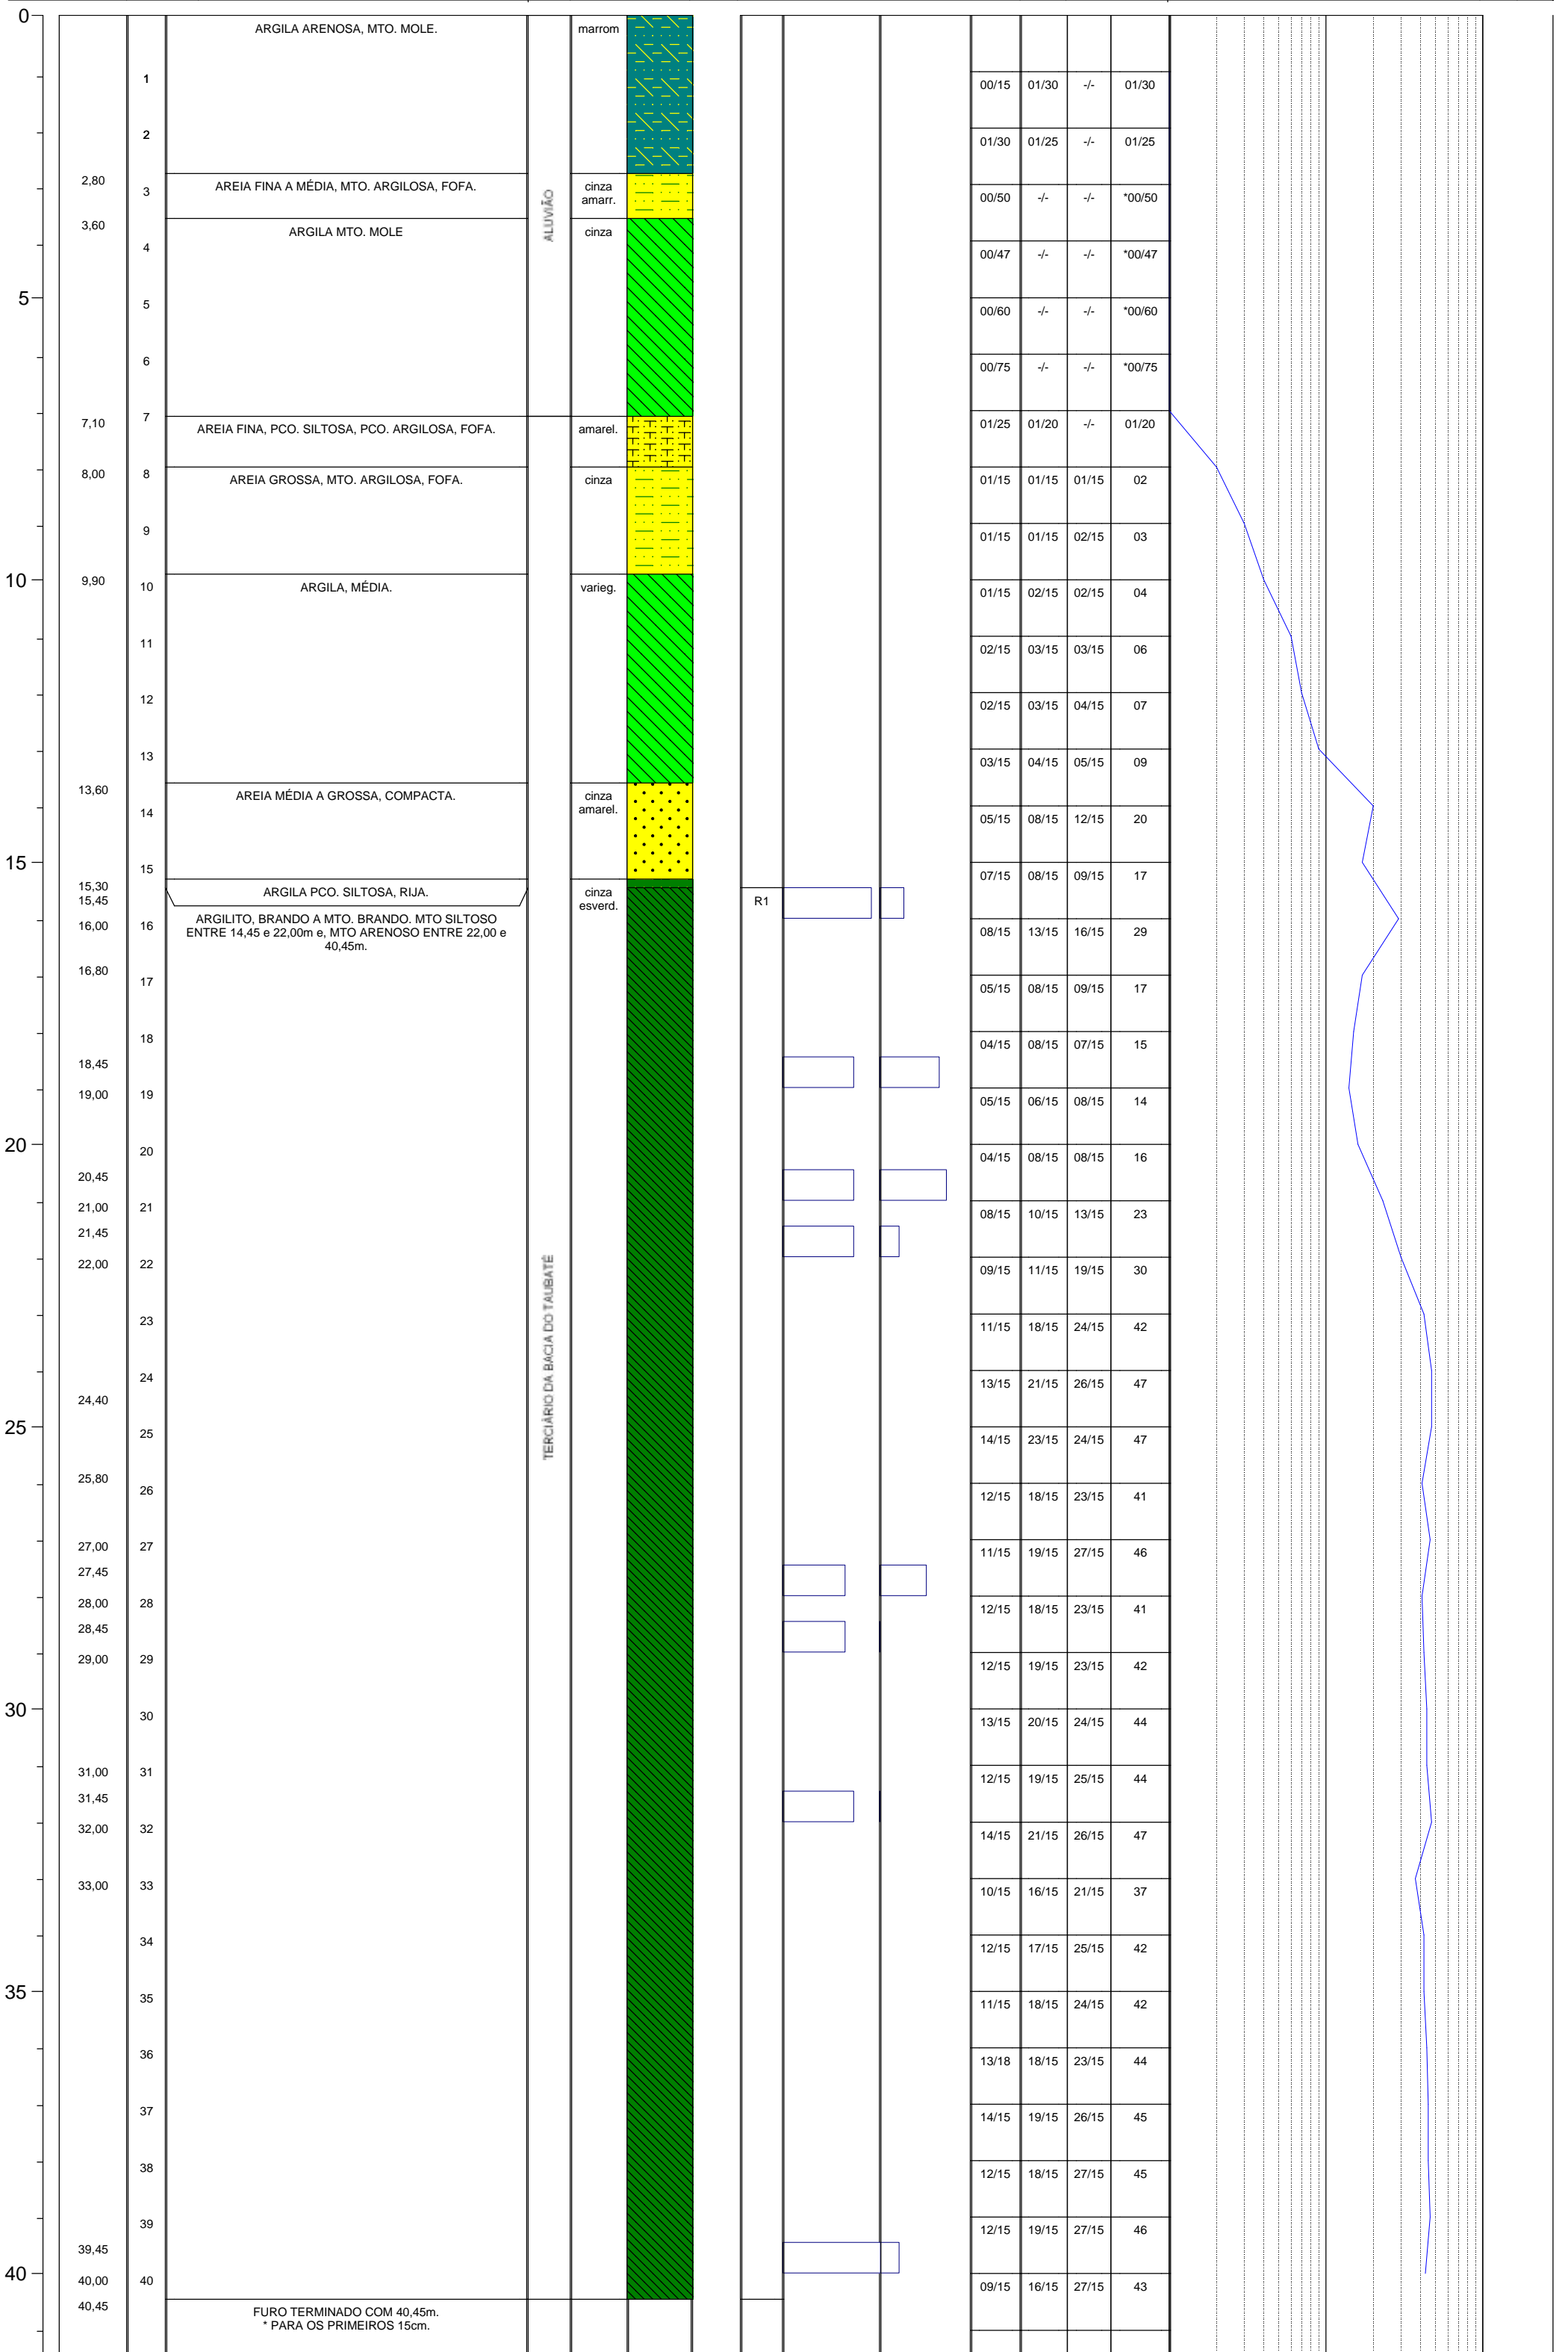 0
ARGILA ARENOSA, MTO. MOLE.
marrom
1
00/15 01/30 -/- 01/30
2
01/30 01/25 -/- 01/25
2,80
3
AREIA FINA A MÉDIA, MTO. ARGILOSA, FOFA.
cinza
amarr.
00/50 -/- -/- *00/50
ALUVIÃO
3,60
4
ARGILA MTO. MOLE
cinza
00/47 -/- -/- *00/47
5
5
00/60 -/- -/- *00/60
6
00/75 -/- -/- *00/75
7,10
7
AREIA FINA, PCO. SILTOSA, PCO. ARGILOSA, FOFA.
amarel.
01/25 01/20 -/- 01/20
8,00
8
AREIA GROSSA, MTO. ARGILOSA, FOFA.
cinza
01/15 01/15 01/15 02
9
01/15 01/15 02/15 03
10
9,90
10
ARGILA, MÉDIA.
varieg.
01/15 02/15 02/15 04
11
02/15 03/15 03/15 06
12
02/15 03/15 04/15 07
13
03/15 04/15 05/15 09
13,60
14
AREIA MÉDIA A GROSSA, COMPACTA.
cinza
amarel.
05/15 08/15 12/15 20
15
15
07/15 08/15 09/15 17
15,30
15,45
ARGILA PCO. SILTOSA, RIJA.
cinza
esverd.
R1
16,00
16
ARGILITO, BRANDO A MTO. BRANDO. MTO SILTOSO
ENTRE 14,45 e 22,00m e, MTO ARENOSO ENTRE 22,00 e
40,45m.
08/15 13/15 16/15 29
16,80
17
05/15 08/15 09/15 17
18
04/15 08/15 07/15 15
18,45
19,00
19
05/15 06/15 08/15 14
20
20
04/15 08/15 08/15 16
20,45
21,00
21
08/15 10/15 13/15 23
21,45
22,00
22
09/15 11/15 19/15 30
TERCIÁRIO DA BACIA DO TAUBATÉ
23
11/15 18/15 24/15 42
24
13/15 21/15 26/15 47
24,40
25
25
14/15 23/15 24/15 47
25,80
26
12/15 18/15 23/15 41
27,00
27
11/15 19/15 27/15 46
27,45
28,00
28
12/15 18/15 23/15 41
28,45
29,00
29
12/15 19/15 23/15 42
30
30
13/15 20/15 24/15 44
31,00
31
12/15 19/15 25/15 44
31,45
32,00
32
14/15 21/15 26/15 47
33,00
33
10/15 16/15 21/15 37
34
12/15 17/15 25/15 42
35
35
11/15 18/15 24/15 42
36
13/18 18/15 23/15 44
37
14/15 19/15 26/15 45
38
12/15 18/15 27/15 45
39
12/15 19/15 27/15 46
39,45
40
40,00
40
09/15 16/15 27/15 43
40,45
FURO TERMINADO COM 40,45m.
* PARA OS PRIMEIROS 15cm.